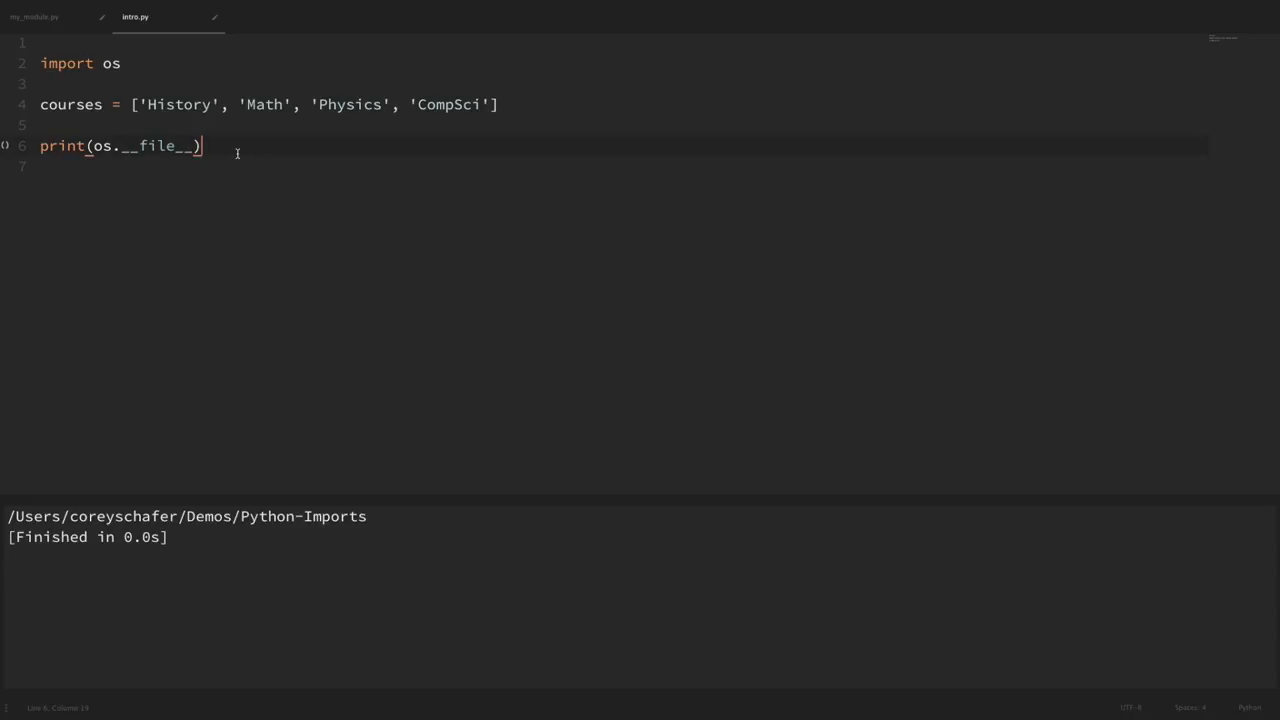 my_module.py
intro.py
1
2 import os
3
4 courses = ['History', 'Math', 'Physics', 'CompSci']
5
() 6 print(os.__file__)
7
/Users/coreyschafer/Demos/Python-Imports
[Finished in 0.0s]
Line 6, Column 19
UTF-8
Spaces: 4
Python